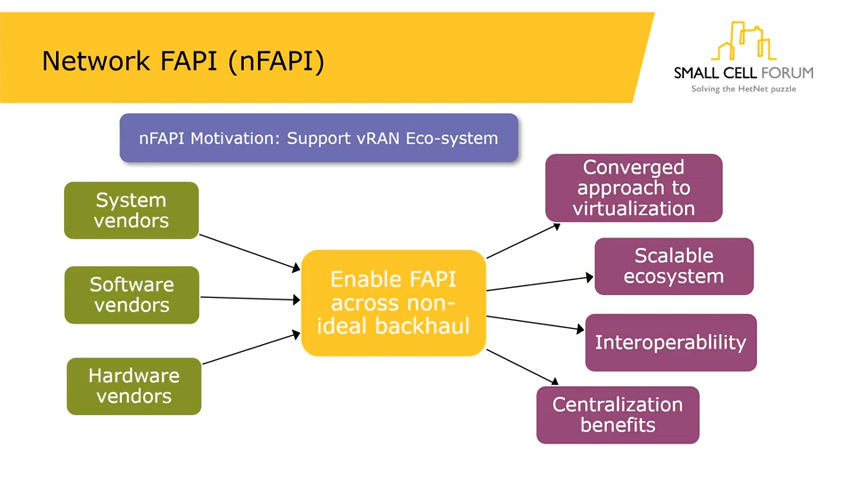 Network FAPI (nFAPI)
SMALL CELL FORUM
Solving the HetNet puzzle
nFAPI Motivation: Support vRAN Eco-system
System
vendors
Software
vendors
Hardware
vendors
Enable FAPI
across non-
ideal backhaul
Converged
approach to
virtualization
Scalable
ecosystem
Interoperablility
Centralization
benefits